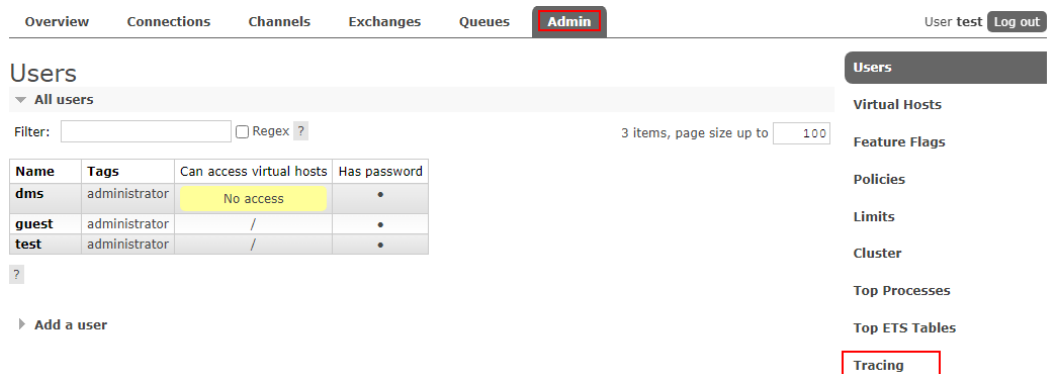 Overview Connections Channels Exchanges Queues Admin User test Log out
Users
All users
Filter: Regex ? 3 items, page size up to 100
Name Tags Can access virtual hosts Has password
dms administrator No access •
guest administrator / •
test administrator / •
?
Add a user
Users
Virtual Hosts
Feature Flags
Policies
Limits
Cluster
Top Processes
Top ETS Tables
Tracing